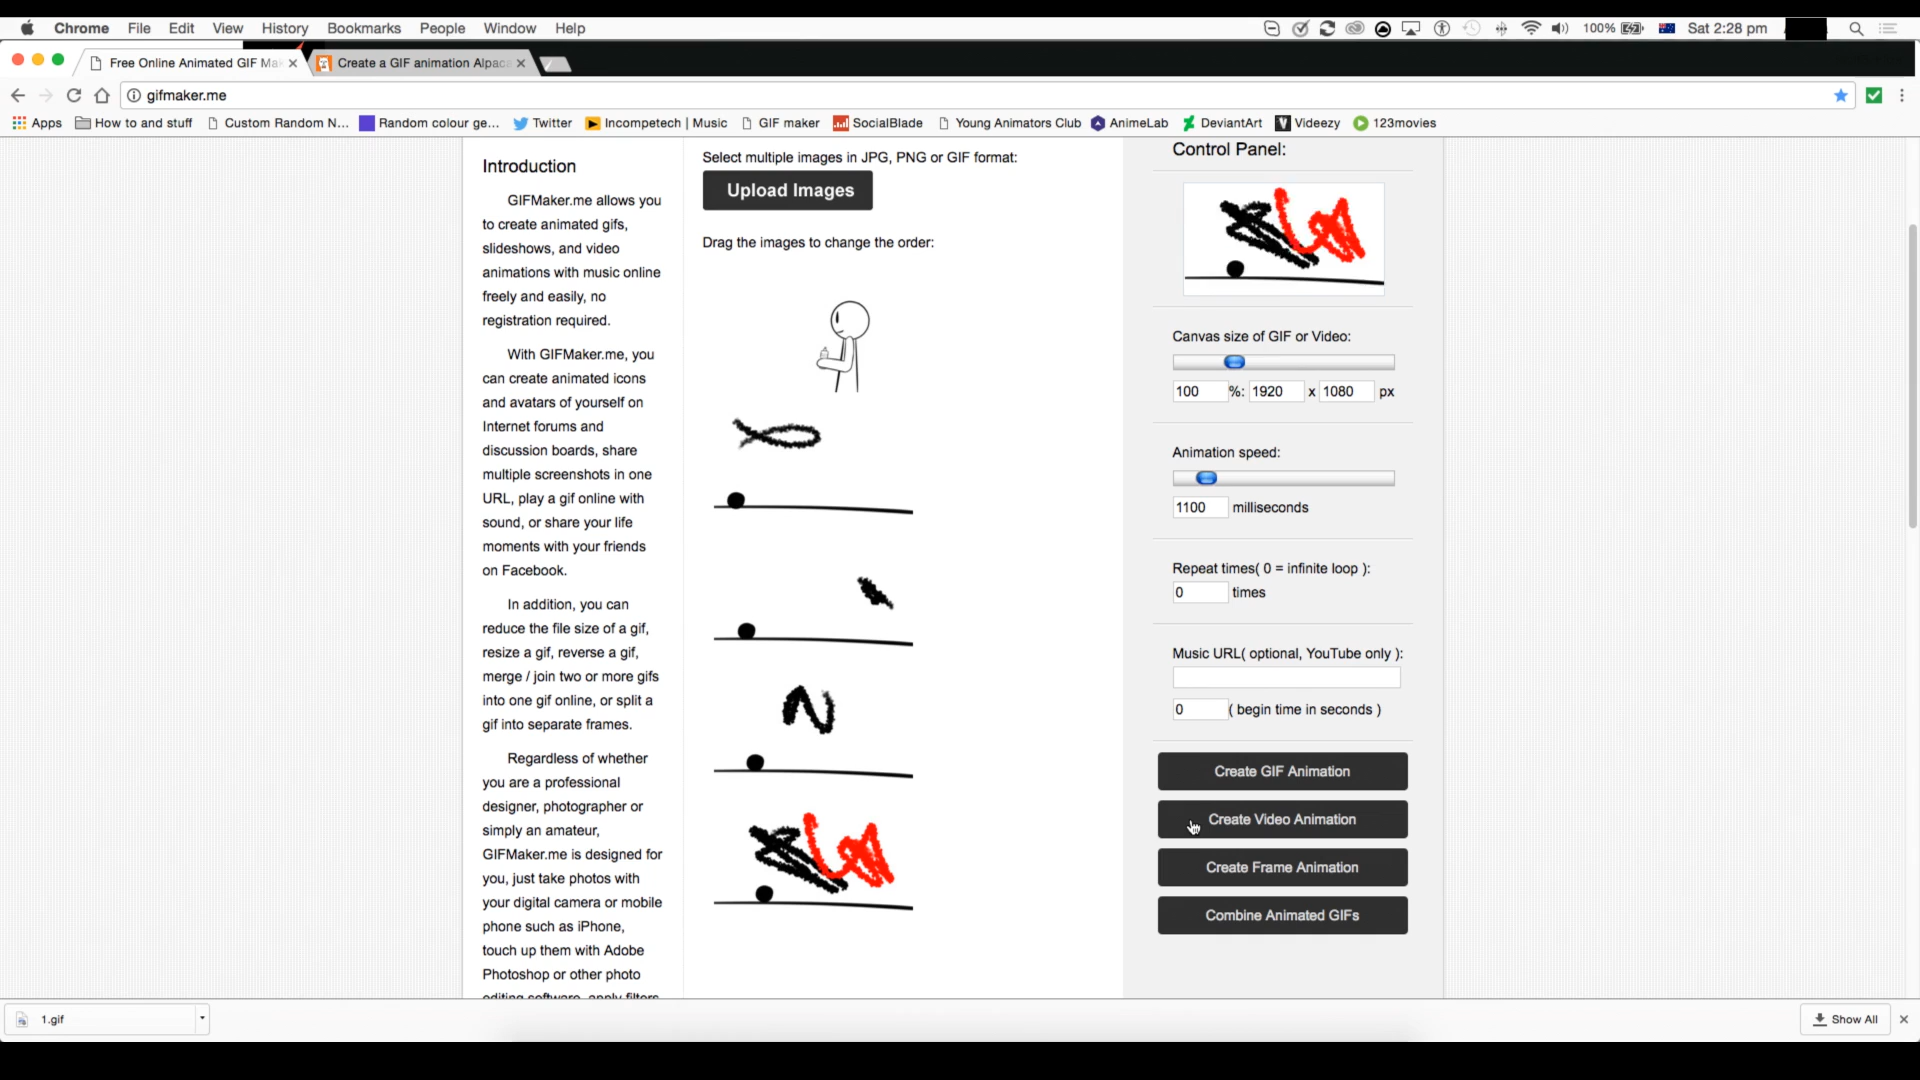 Chrome File Edit View History Bookmarks People Window Help 100% Sat 2:28 pm
Free Online Animated GIF Mak Create a GIF animation Alpaca
gifmaker.me
Apps How to and stuff Custom Random N... Random colour ge... Twitter Incompetech | Music GIF maker SocialBlade Young Animators Club AnimeLab DeviantArt Videezy 123movies
Introduction
GIFMaker.me allows you
to create animated gifs,
slideshows, and video
animations with music online
freely and easily, no
registration required.
With GIFMaker.me, you
can create animated icons
and avatars of yourself on
Internet forums and
discussion boards, share
multiple screenshots in one
URL, play a gif online with
sound, or share your life
moments with your friends
on Facebook.
In addition, you can
reduce the file size of a gif,
resize a gif, reverse a gif,
merge / join two or more gifs
into one gif online, or split a
gif into separate frames.
Regardless of whether
you are a professional
designer, photographer or
simply an amateur,
GIFMaker.me is designed for
you, just take photos with
your digital camera or mobile
phone such as iPhone,
touch up them with Adobe
Photoshop or other photo
editing software, apply filters
Select multiple images in JPG, PNG or GIF format:
Upload Images
Drag the images to change the order:
Control Panel:
Canvas size of GIF or Video:
100 %: 1920 x 1080 px
Animation speed:
1100 milliseconds
Repeat times( 0 = infinite loop ):
0 times
Music URL( optional, YouTube only ):
0 ( begin time in seconds )
Create GIF Animation
Create Video Animation
Create Frame Animation
Combine Animated GIFs
1.gif Show All